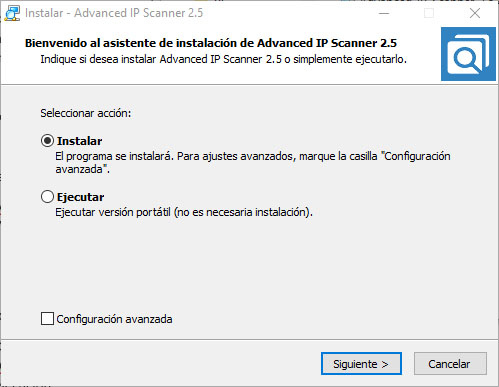 Instalar - Advanced IP Scanner 2.5
Bienvenido al asistente de instalación de Advanced IP Scanner 2.5
Indique si desea instalar Advanced IP Scanner 2.5 o simplemente ejecutarlo.
Seleccionar acción:
Instalar
El programa se instalará. Para ajustes avanzados, marque la casilla "Configuración
avanzada".
Ejecutar
Ejecutar versión portátil (no es necesaria instalación).
Configuración avanzada
Siguiente >
Cancelar